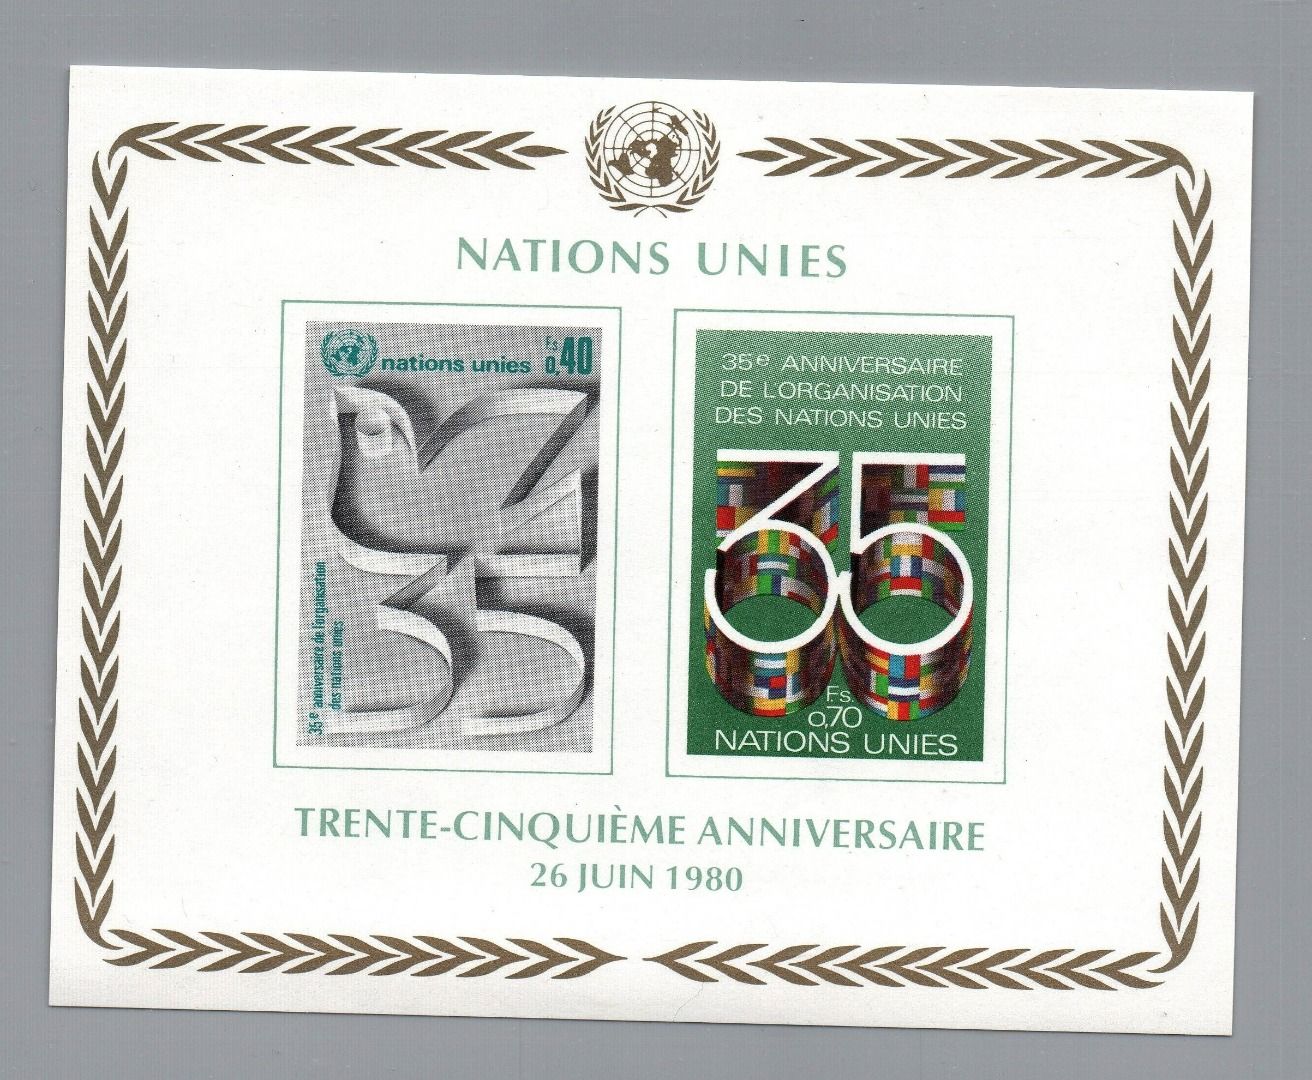 NATIONS UNIES
nations unies
Fs. 0,40
35e anniversaire de l'organisation
des nations unies
35e ANNIVERSAIRE
DE L'ORGANISATION
DES NATIONS UNIES
35
Fs.
0,70
NATIONS UNIES
TRENTE-CINQUIÈME ANNIVERSAIRE
26 JUIN 1980